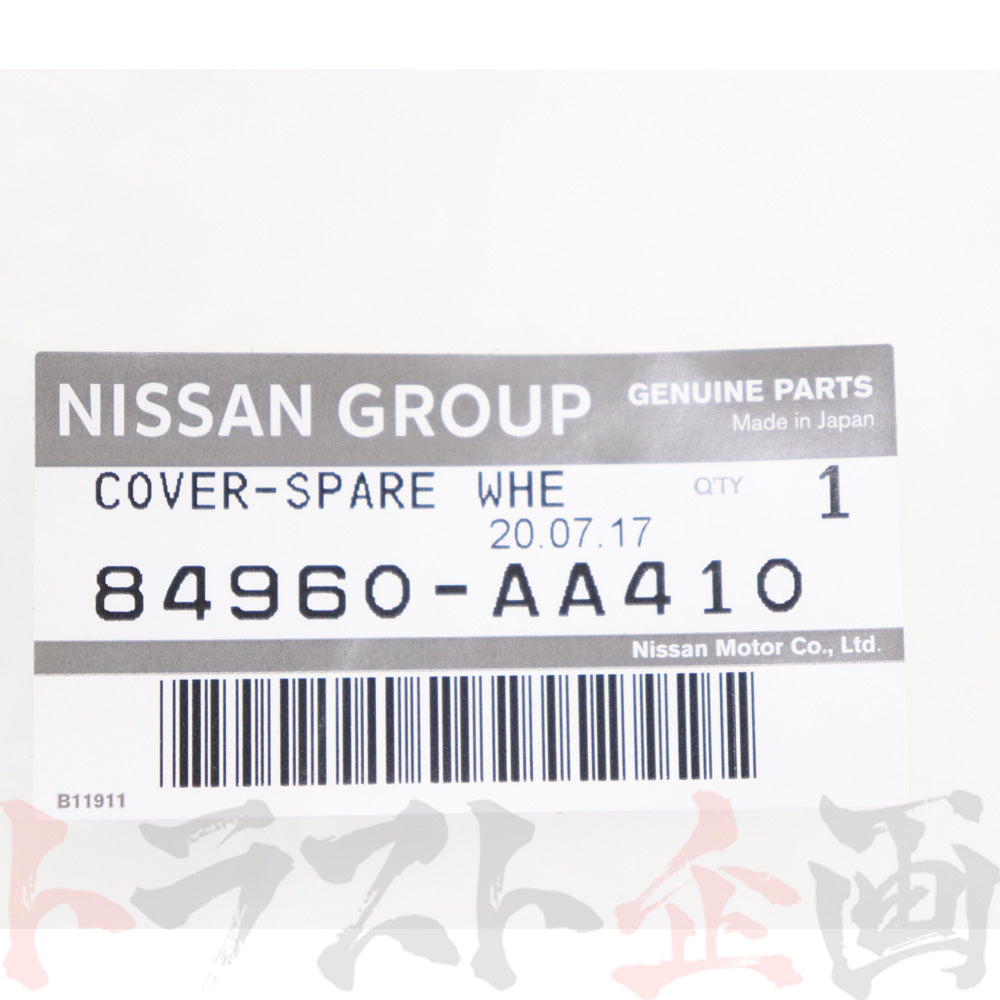 NISSAN GROUP GENUINE PARTS
Made in Japan
COVER-SPARE WHE Q'TY 1
20.07.17
84960-AA410
Nissan Motor Co., Ltd.
B11911
トラスト企画